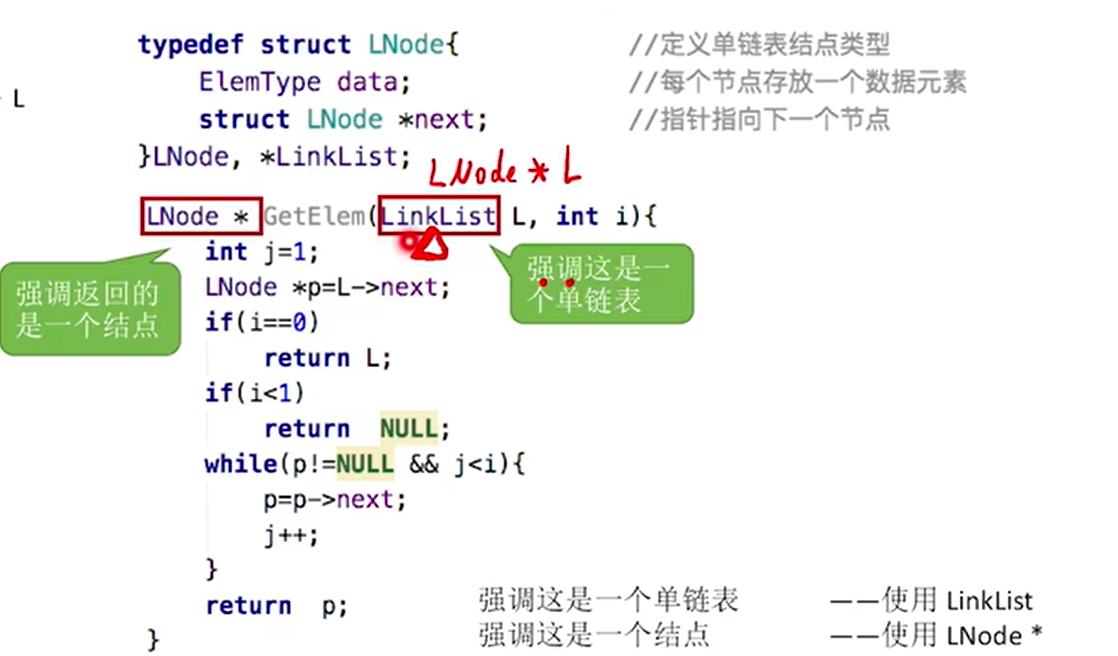 typedef struct LNode{ //定义单链表结点类型
ElemType data; //每个节点存放一个数据元素
L
struct LNode *next; //指针指向下一个节点
}LNode, *LinkList;
LNode * L
LNode * GetElem(LinkList L, int i){
int j=1;
强调这是一
个单链表
强调返回的
是一个结点
LNode *p=L->next;
if(i==0)
return L;
if(i<1)
return NULL;
while(p!=NULL && j<i){
p=p->next;
j++;
}
return p;
}
强调这是一个单链表 ——使用 LinkList
强调这是一个结点 ——使用 LNode *